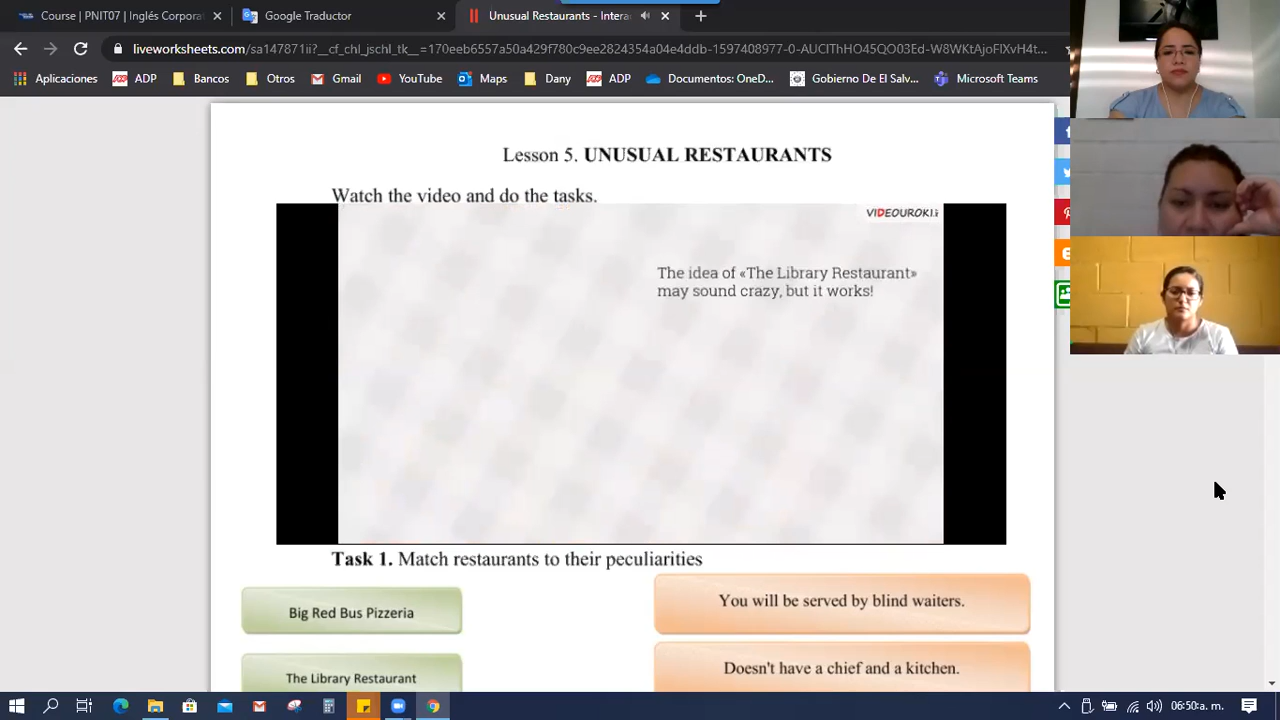 Course | PNIT07 | Inglés Corporat
Google Traductor
Unusual Restaurants - Intera
liveworksheets.com/sa147871ii?__cf_chl_jschl_tk__=170eeb6557a50a429f780c9ee2824354a04e4ddb-1597408977-0-AUCIThHO45QO03Ed-W8WKtAjoFlXvH4t...
Aplicaciones ADP Bancos Otros Gmail YouTube Maps Dany ADP Documentos: OneD... Gobierno De El Salv... Microsoft Teams
Lesson 5. UNUSUAL RESTAURANTS
Watch the video and do the tasks.
VIDEOUROKI
The idea of «The Library Restaurant»
may sound crazy, but it works!
Task 1. Match restaurants to their peculiarities
Big Red Bus Pizzeria
You will be served by blind waiters.
The Library Restaurant
Doesn't have a chief and a kitchen.
06:50a. m.